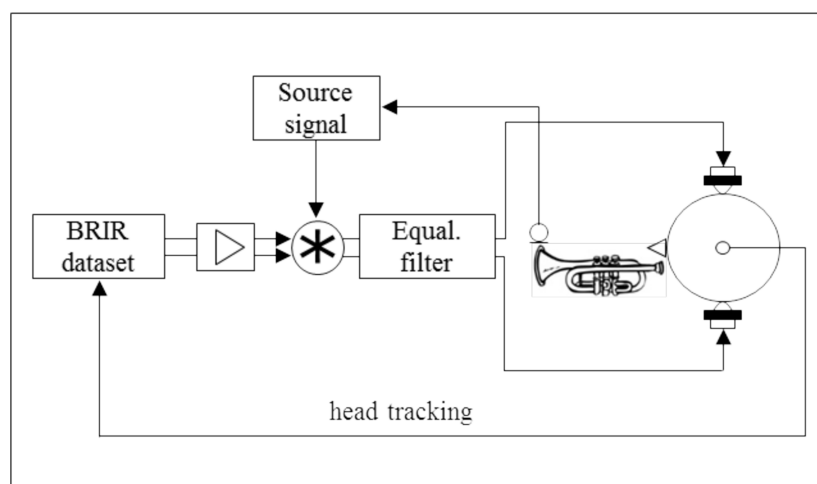 Source
signal
BRIR
dataset
Equal.
filter
head tracking